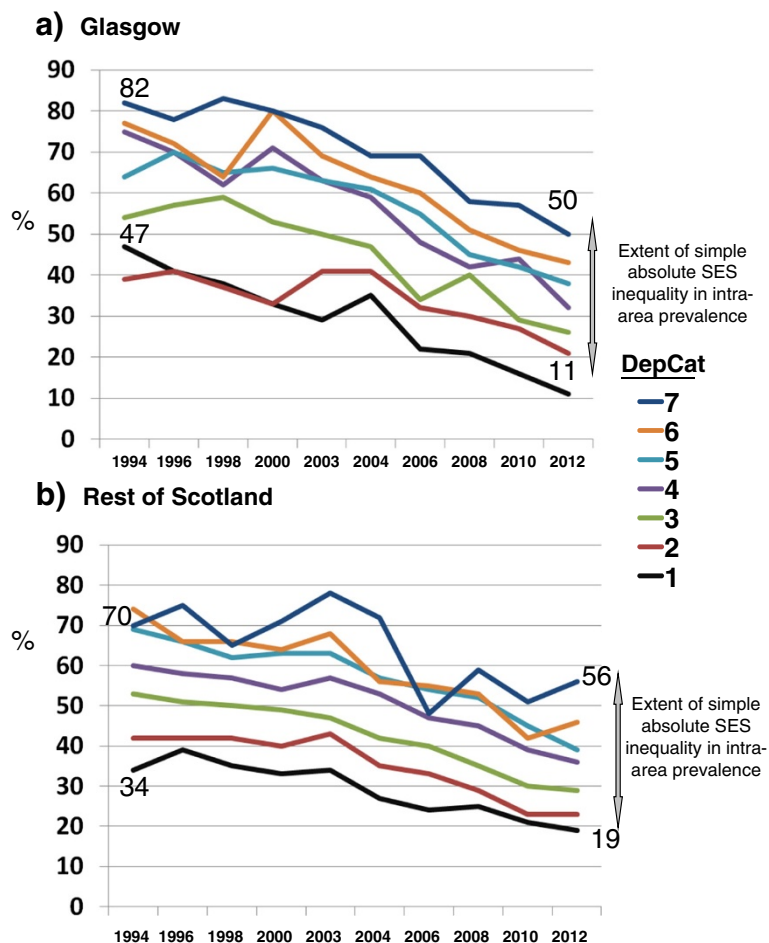 a) Glasgow
90
80
70
60
50
40
30
20
10
0
%
82
47
50
11
1994 1996 1998 2000 2003 2004 2006 2008 2010 2012
Extent of simple
absolute SES
inequality in intra-
area prevalence
DepCat
7
6
5
4
3
2
1
b) Rest of Scotland
90
80
70
60
50
40
30
20
10
0
%
70
34
56
19
1994 1996 1998 2000 2003 2004 2006 2008 2010 2012
Extent of simple
absolute SES
inequality in intra-
area prevalence